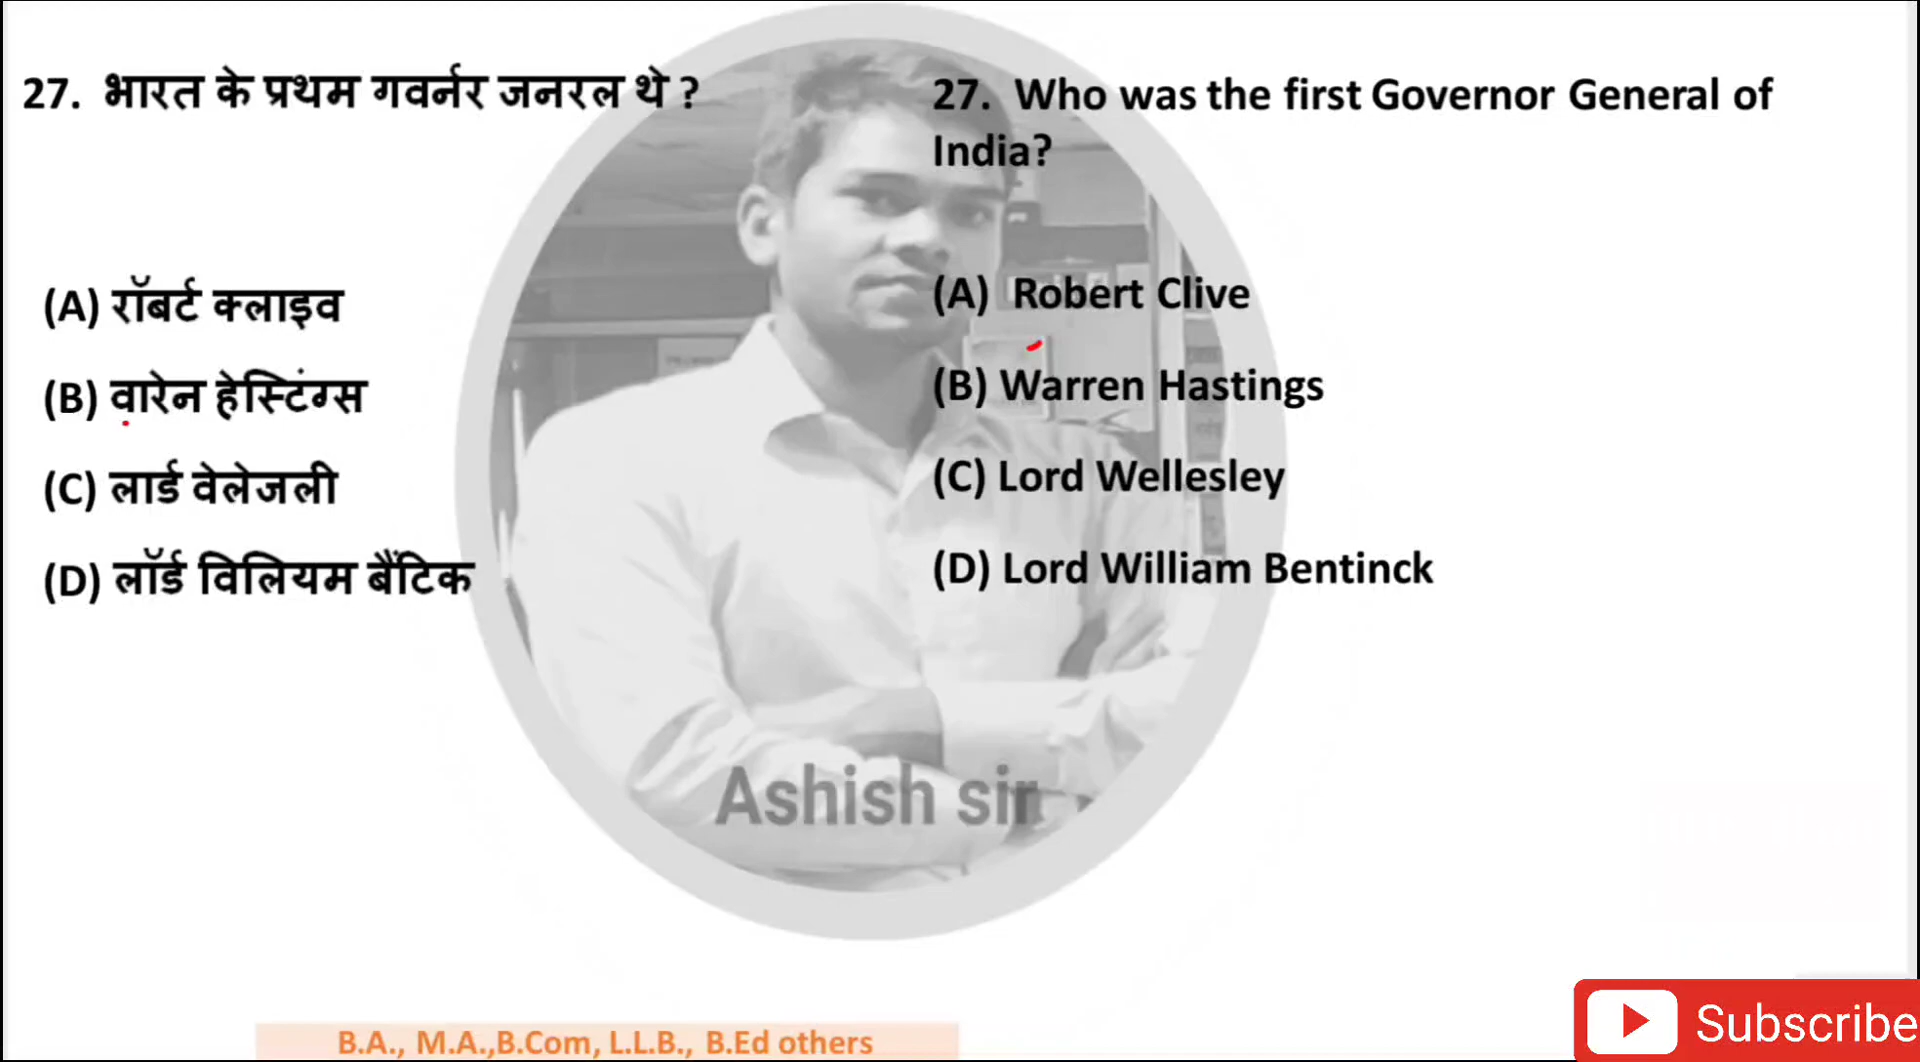 27. भारत के प्रथम गवर्नर जनरल थे ?
(A) रॉबर्ट क्लाइव
(B) वारेन हेस्टिंग्स
(C) लार्ड वेलेजली
(D) लॉर्ड विलियम बैंटिक
27. Who was the first Governor General of
India?
(A) Robert Clive
(B) Warren Hastings
(C) Lord Wellesley
(D) Lord William Bentinck
Ashish sir
B.A., M.A.,B.Com, L.L.B., B.Ed others
Subscribe